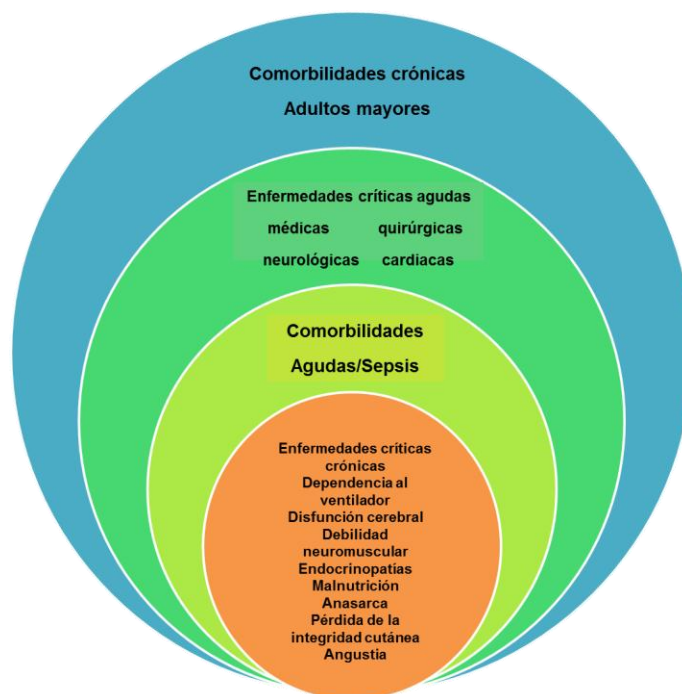 Comorbilidades crónicas
Adultos mayores
Enfermedades críticas agudas
médicas quirúrgicas
neurológicas cardiacas
Comorbilidades
Agudas/Sepsis
Enfermedades críticas
crónicas
Dependencia al
ventilador
Disfunción cerebral
Debilidad
neuromuscular
Endocrinopatías
Malnutrición
Anasarca
Pérdida de la
integridad cutánea
Angustia